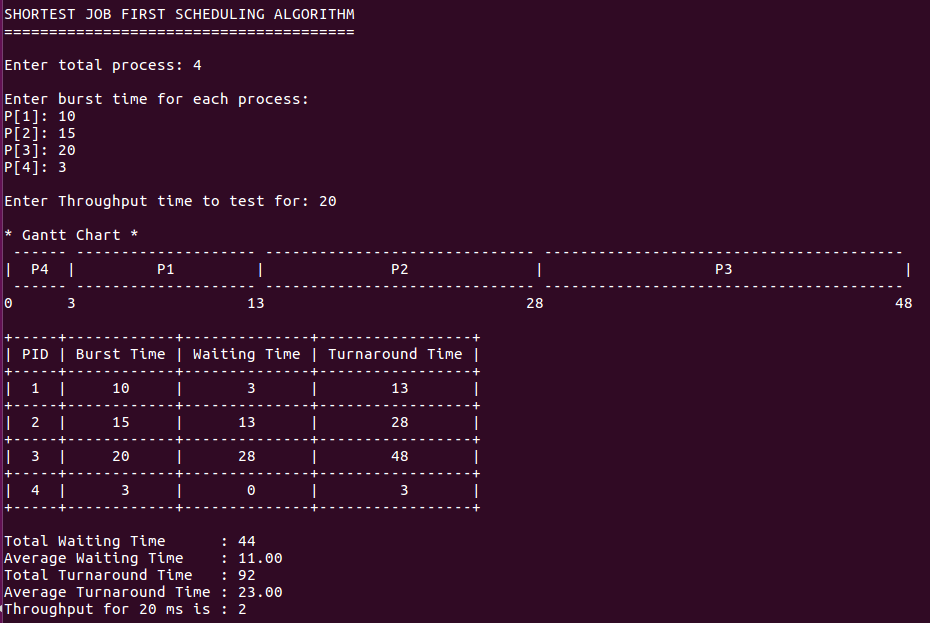 SHORTEST JOB FIRST SCHEDULING ALGORITHM
=======================================
Enter total process: 4
Enter burst time for each process:
P[1]: 10
P[2]: 15
P[3]: 20
P[4]: 3
Enter Throughput time to test for: 20
* Gantt Chart *
 ------ -------------------- ------------------------------ ----------------------------------------
|  P4  |         P1         |              P2              |                   P3                   |
 ------ -------------------- ------------------------------ ----------------------------------------
0      3                   13                             28                                       48
+-----+------------+--------------+-----------------+
| PID | Burst Time | Waiting Time | Turnaround Time |
+-----+------------+--------------+-----------------+
|  1  |     10     |       3      |        13       |
+-----+------------+--------------+-----------------+
|  2  |     15     |      13      |        28       |
+-----+------------+--------------+-----------------+
|  3  |     20     |      28      |        48       |
+-----+------------+--------------+-----------------+
|  4  |      3     |       0      |         3       |
+-----+------------+--------------+-----------------+
Total Waiting Time      : 44
Average Waiting Time    : 11.00
Total Turnaround Time   : 92
Average Turnaround Time : 23.00
Throughput for 20 ms is : 2